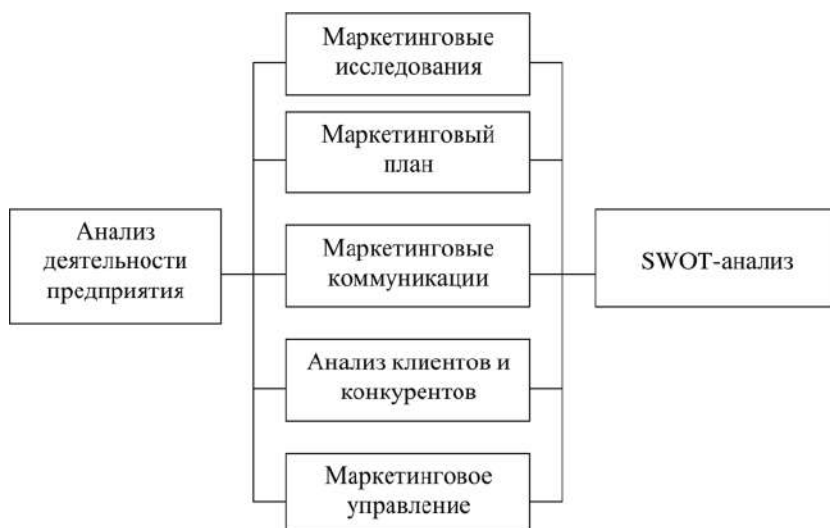 Маркетинговые
исследования
Маркетинговый
план
Анализ
деятельности
предприятия
Маркетинговые
коммуникации
SWOT-анализ
Анализ клиентов и
конкурентов
Маркетинговое
управление